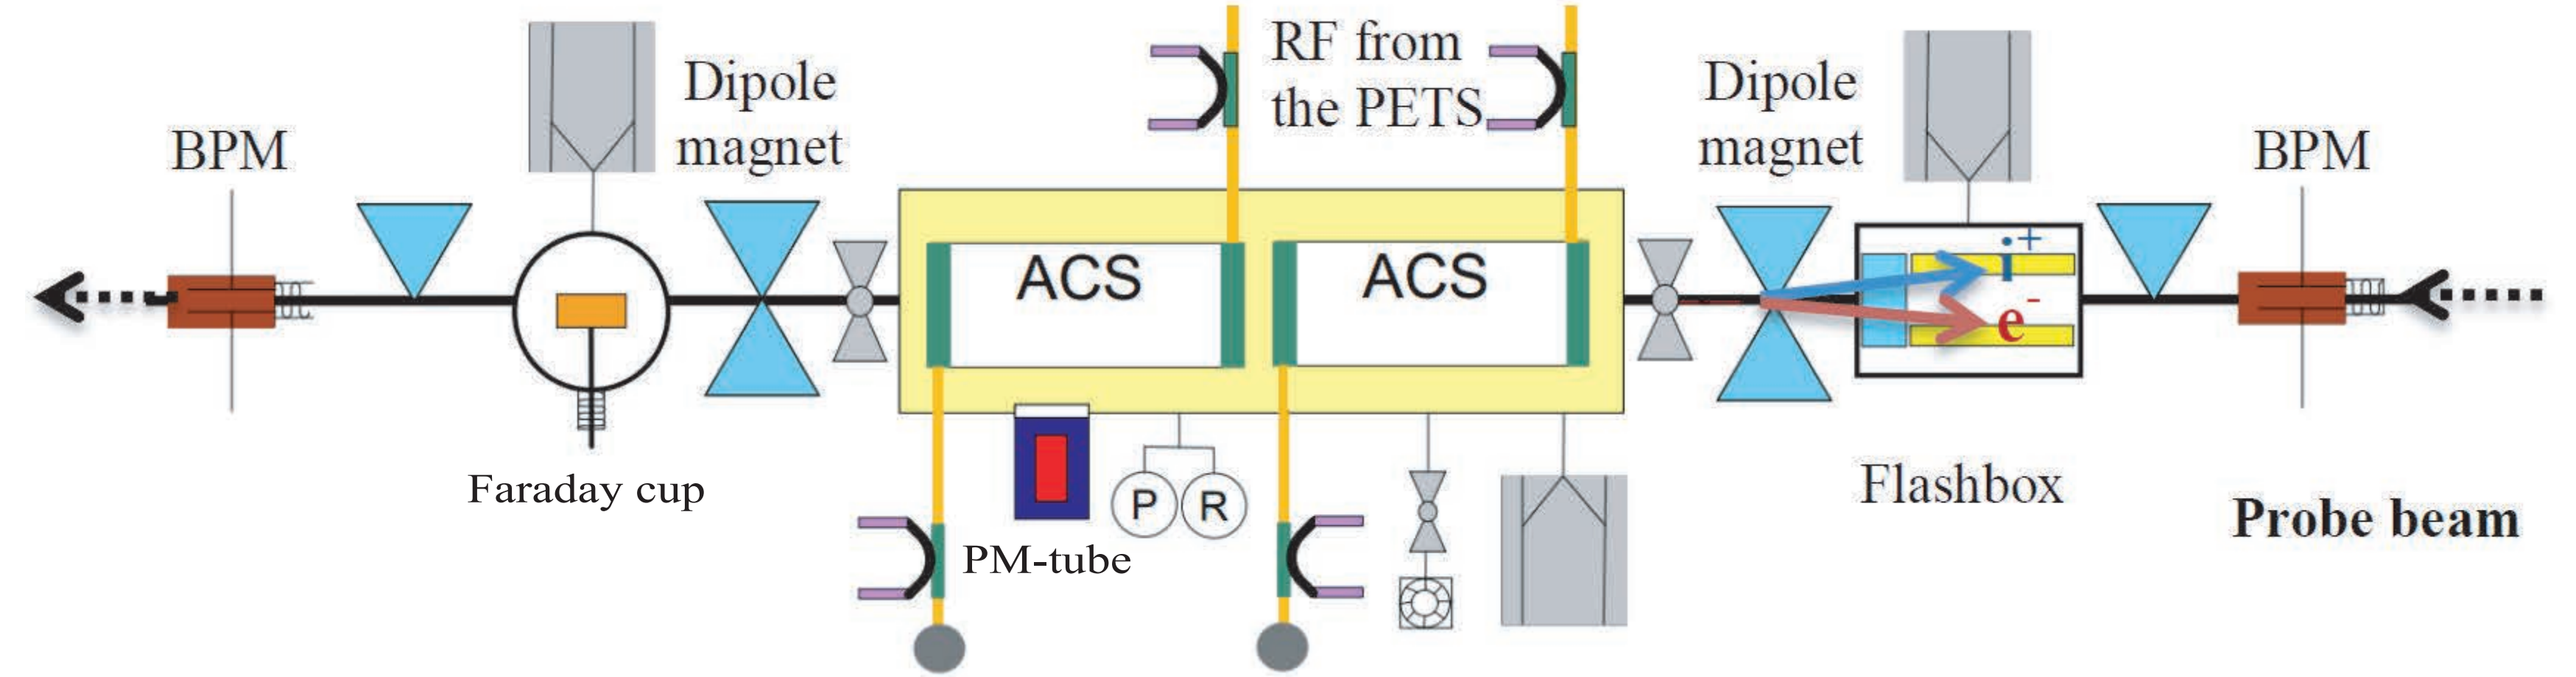 BPM
Dipole
magnet
RF from
the PETS
Dipole
magnet
BPM
ACS
ACS
i+
e-
P
R
Faraday cup
PM-tube
Flashbox
Probe beam